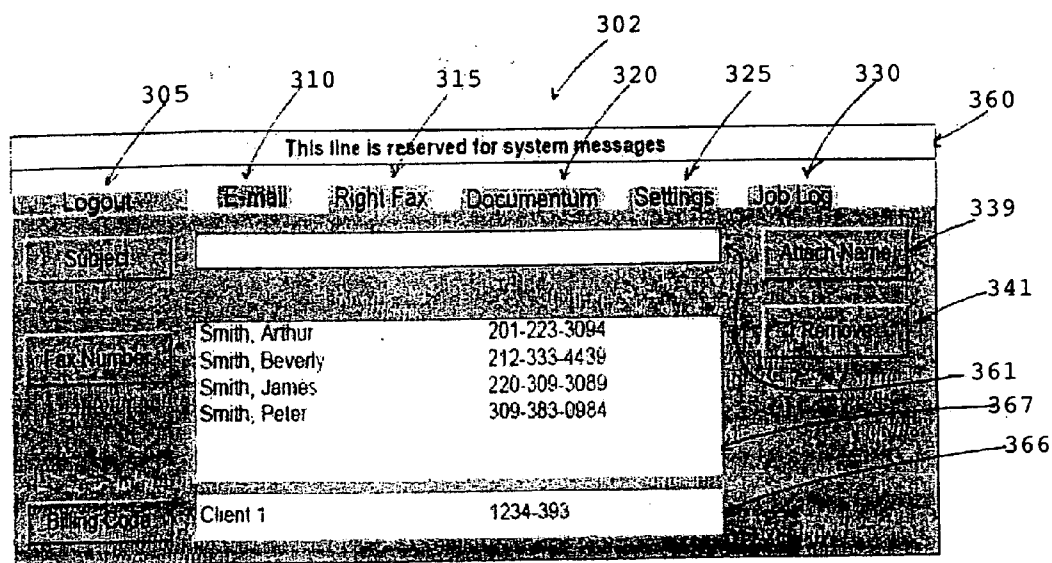 302
305 310 315 320 325 330
360
This line is reserved for system messages
Logout E-mail Right Fax Documentum Settings Job Log
339
Subject Attach Name
341
Remove
Fax Number
Smith, Arthur 201-223-3094
Smith, Beverly 212-333-4439
Smith, James 220-309-3089
Smith, Peter 309-383-0984
361
367
366
Billing Code Client 1 1234-393